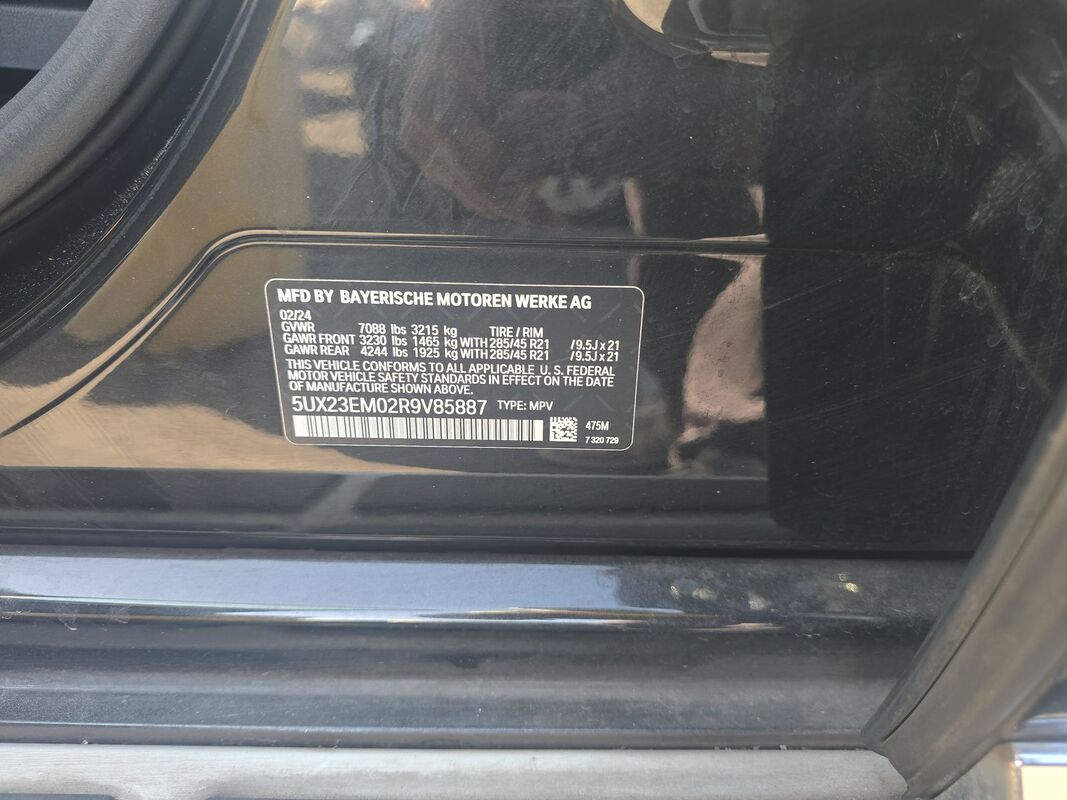 MFD BY BAYERISCHE MOTOREN WERKE AG
02/24
GVWR 7088 lbs 3215 kg TIRE / RIM
GAWR FRONT 3230 lbs 1465 kg WITH 285/45 R21 /9.5J x 21
GAWR REAR 4244 lbs 1925 kg WITH 285/45 R21 /9.5J x 21
THIS VEHICLE CONFORMS TO ALL APPLICABLE U. S. FEDERAL
MOTOR VEHICLE SAFETY STANDARDS IN EFFECT ON THE DATE
OF MANUFACTURE SHOWN ABOVE.
5UX23EM02R9V85887 TYPE: MPV
475M
7 320 729